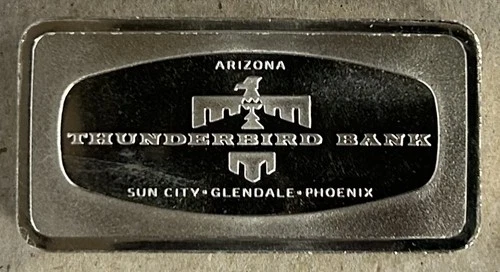 ARIZONA
THUNDERBIRD BANK
SUN CITY•GLENDALE•PHOENIX